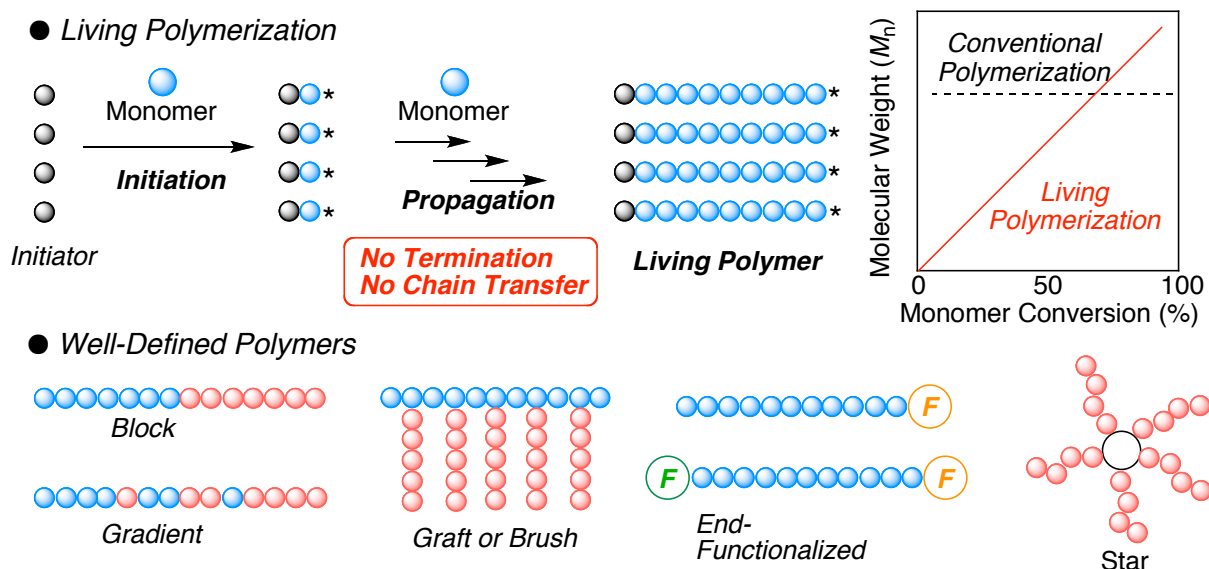 ● Living Polymerization
Monomer
Initiation
Initiator
*
*
*
*
Monomer
Propagation
No Termination
No Chain Transfer
*
*
*
*
Living Polymer
Molecular Weight (Mn)
Conventional
Polymerization
Living
Polymerization
0 50 100
Monomer Conversion (%)
● Well-Defined Polymers
Block
Gradient
Graft or Brush
F
F F
End-
Functionalized
Star